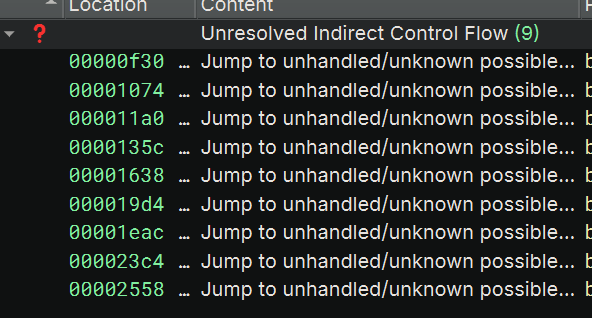 Location Content
Unresolved Indirect Control Flow (9)
00000f30 … Jump to unhandled/unknown possible…
00001074 … Jump to unhandled/unknown possible…
000011a0 … Jump to unhandled/unknown possible…
0000135c … Jump to unhandled/unknown possible…
00001638 … Jump to unhandled/unknown possible…
000019d4 … Jump to unhandled/unknown possible…
00001eac … Jump to unhandled/unknown possible…
000023c4 … Jump to unhandled/unknown possible…
00002558 … Jump to unhandled/unknown possible…